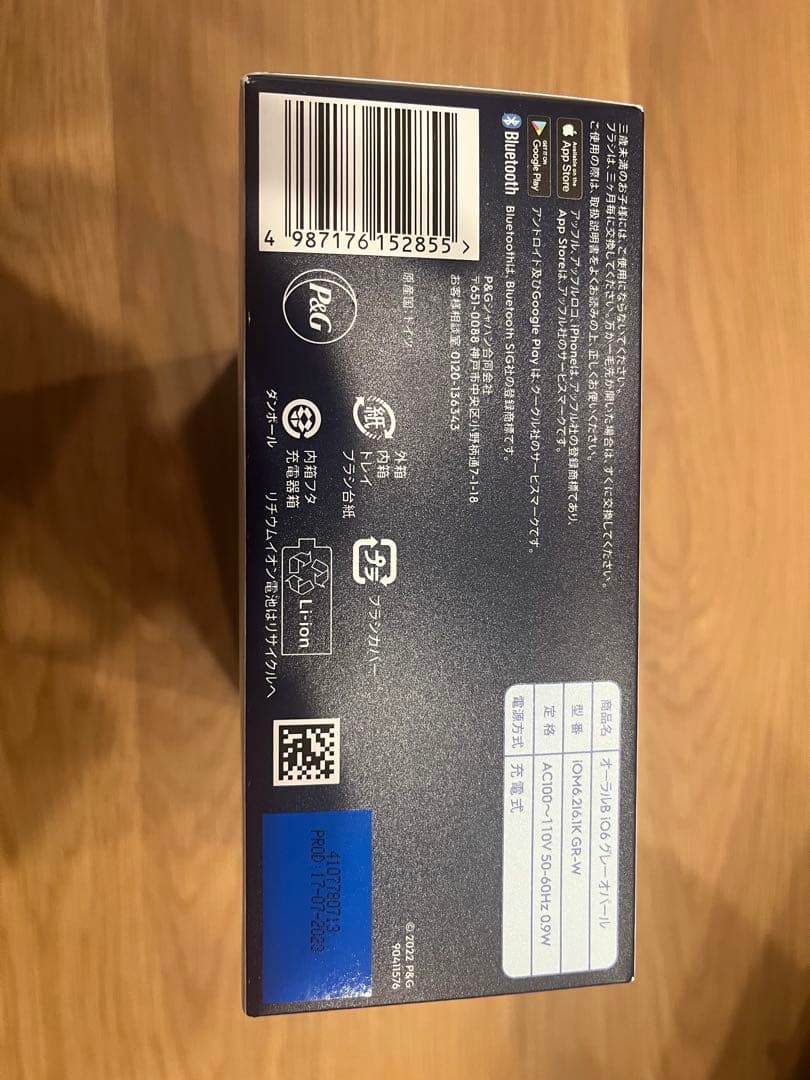 三歳未満のお子様には、ご使用にならないでください。
ブラシは、三ヶ月毎に交換してください。万が一毛先が開いた場合は、すぐに交換してください。
ご使用の際は、取扱説明書をよくお読みの上、正しくお使いください。
Available on the
App Store
アップル、アップルロゴ、iPhoneは、アップル社の登録商標であり、
App Storeは、アップル社のサービスマークです。
GET IT ON
Google Play
アンドロイド及びGoogle Play は、グーグル社のサービスマークです。
Bluetooth
Bluetoothは、Bluetooth SIG社の登録商標です。
P&Gジャパン合同会社
〒651-0088 神戸市中央区小野柄通7-1-18
お客様相談室 0120-136343
原産国:ドイツ
4 987176 152855 >
P&G
紙
外箱
内箱
トレイ
ブラシ台紙
プラ
ブラシカバー
ダンボール
内箱フタ
充電器箱
Li-ion
リチウムイオン電池はリサイクルへ
商品名 オーラルB iO6 グレー オパール
型番 iOM6.2I6.1K GR-W
定格 AC100～110V 50-60Hz 0.9W
電源方式 充電式
4107780713
PROD: 17-07-2023
© 2022 P&G
90411576